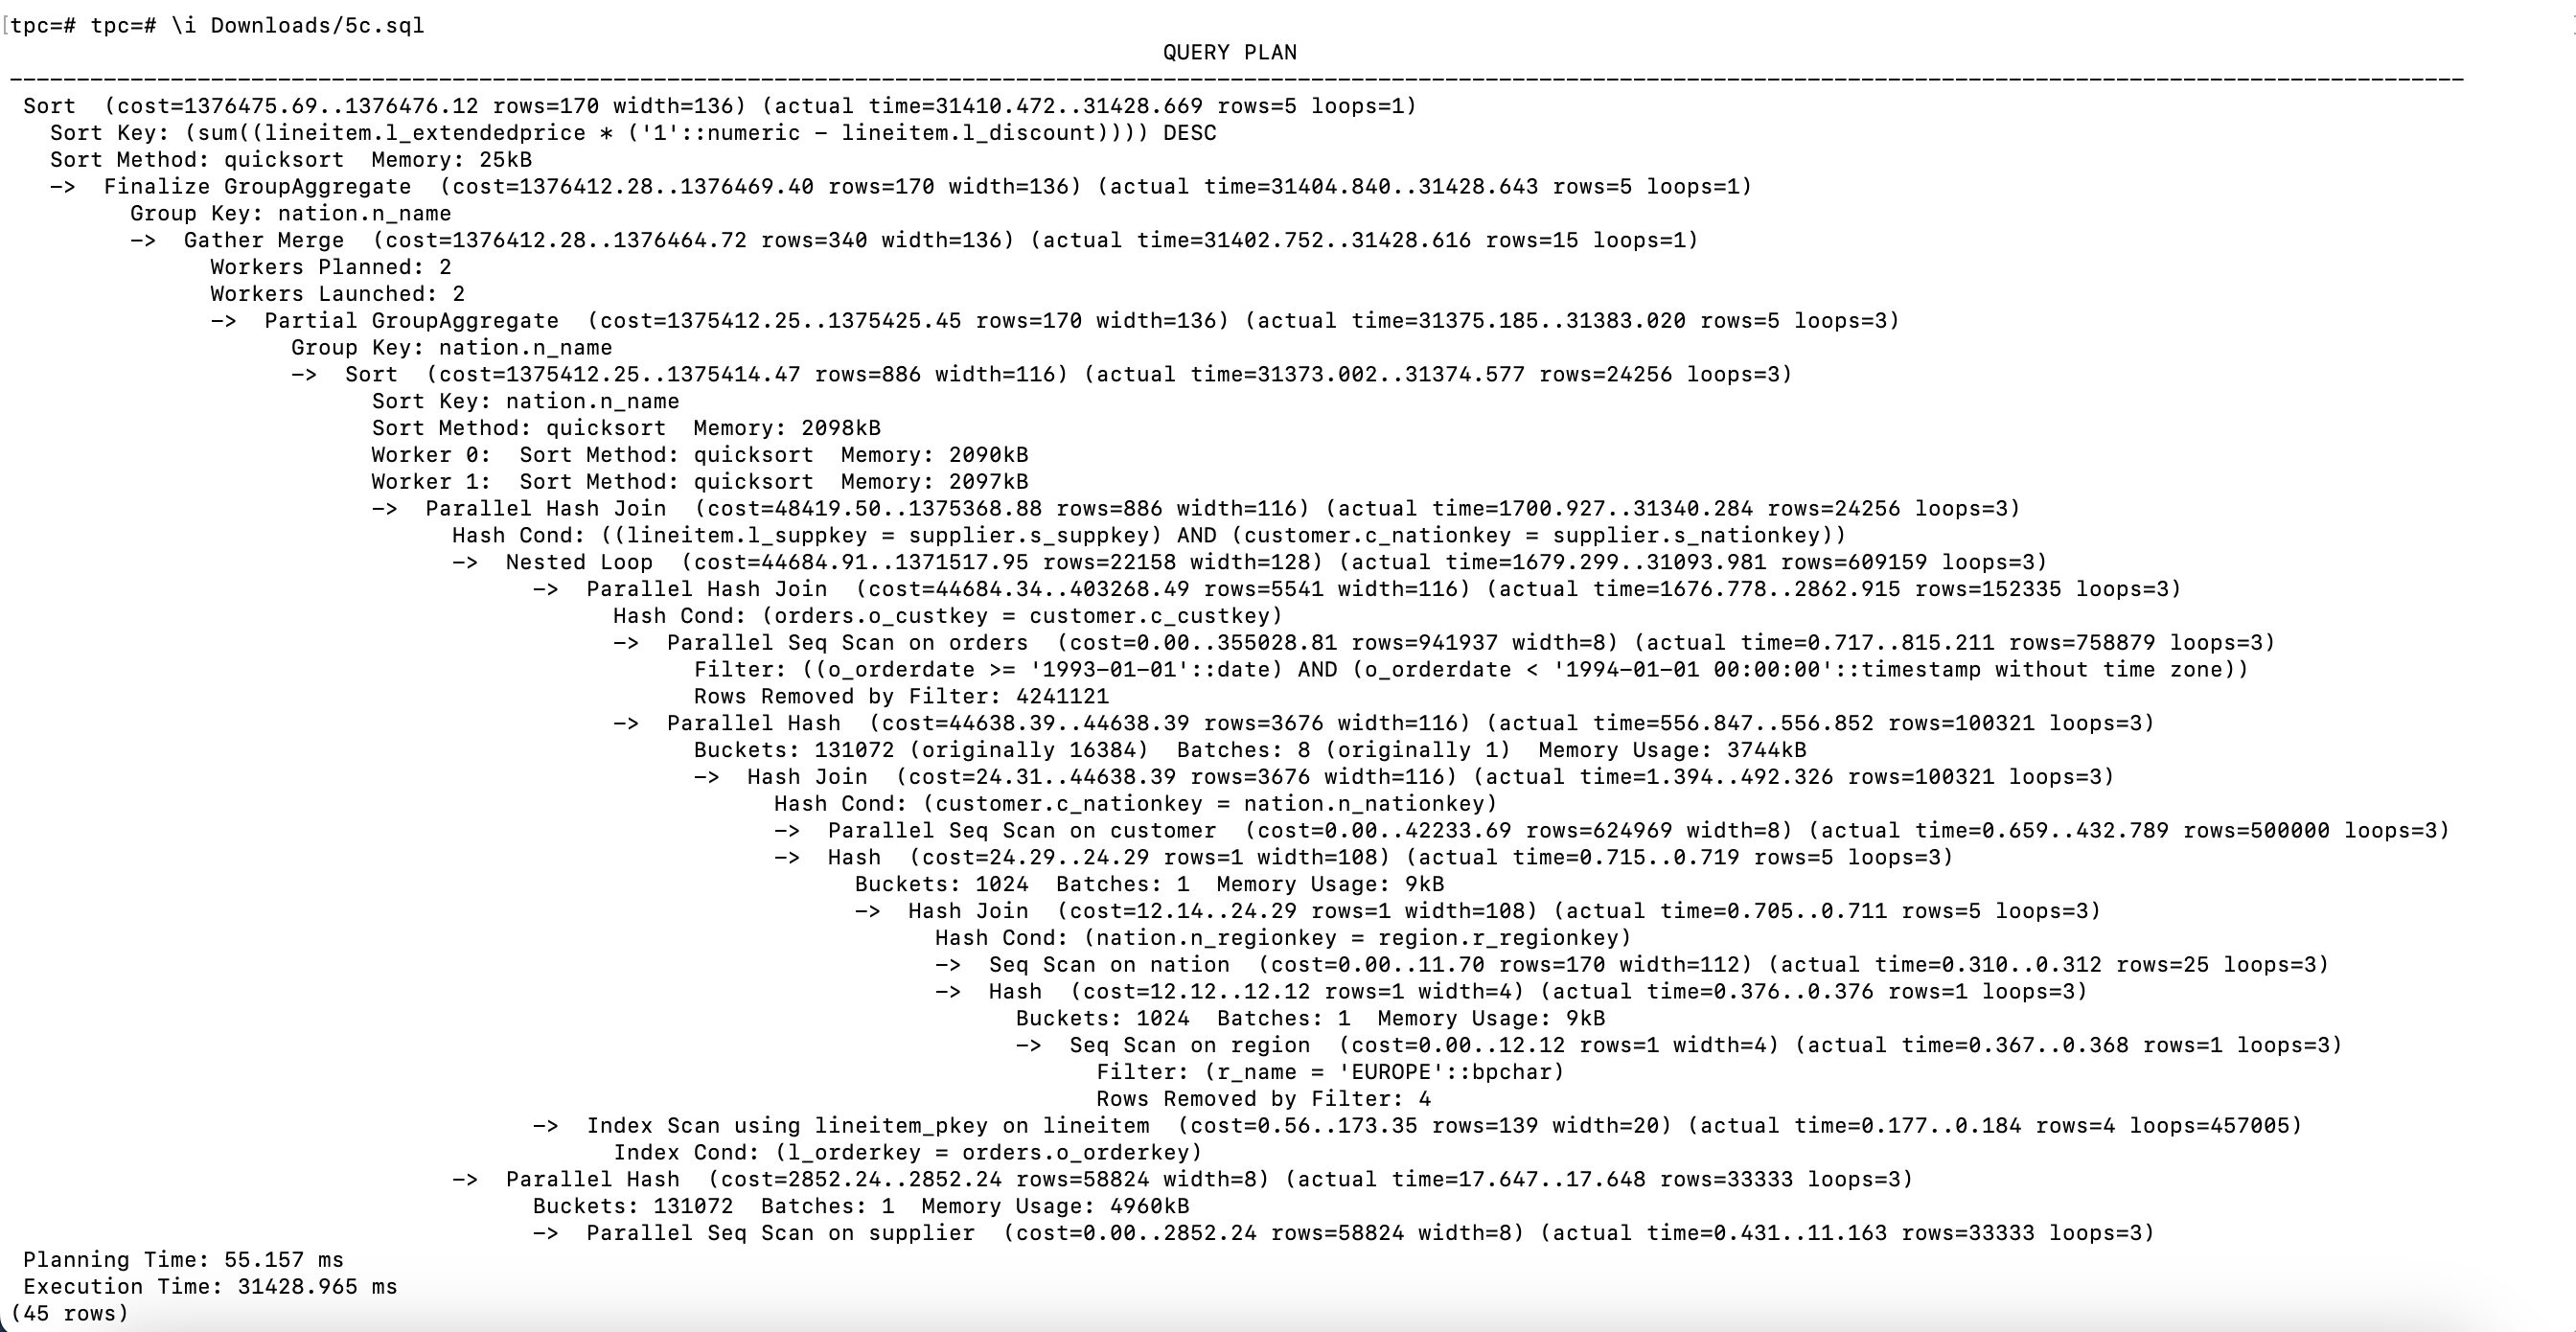 [tpc=# tpc=# \i Downloads/5c.sql
QUERY PLAN
------------------------------------------------------------------------------------------------------------------------------------------------------------------------------------------
Sort  (cost=1376475.69..1376476.12 rows=170 width=136) (actual time=31410.472..31428.669 rows=5 loops=1)
Sort Key: (sum((lineitem.l_extendedprice * ('1'::numeric - lineitem.l_discount)))) DESC
Sort Method: quicksort  Memory: 25kB
->  Finalize GroupAggregate  (cost=1376412.28..1376469.40 rows=170 width=136) (actual time=31404.840..31428.643 rows=5 loops=1)
Group Key: nation.n_name
->  Gather Merge  (cost=1376412.28..1376464.72 rows=340 width=136) (actual time=31402.752..31428.616 rows=15 loops=1)
Workers Planned: 2
Workers Launched: 2
->  Partial GroupAggregate  (cost=1375412.25..1375425.45 rows=170 width=136) (actual time=31375.185..31383.020 rows=5 loops=3)
Group Key: nation.n_name
->  Sort  (cost=1375412.25..1375414.47 rows=886 width=116) (actual time=31373.002..31374.577 rows=24256 loops=3)
Sort Key: nation.n_name
Sort Method: quicksort  Memory: 2098kB
Worker 0:  Sort Method: quicksort  Memory: 2090kB
Worker 1:  Sort Method: quicksort  Memory: 2097kB
->  Parallel Hash Join  (cost=48419.50..1375368.88 rows=886 width=116) (actual time=1700.927..31340.284 rows=24256 loops=3)
Hash Cond: ((lineitem.l_suppkey = supplier.s_suppkey) AND (customer.c_nationkey = supplier.s_nationkey))
->  Nested Loop  (cost=44684.91..1371517.95 rows=22158 width=128) (actual time=1679.299..31093.981 rows=609159 loops=3)
->  Parallel Hash Join  (cost=44684.34..403268.49 rows=5541 width=116) (actual time=1676.778..2862.915 rows=152335 loops=3)
Hash Cond: (orders.o_custkey = customer.c_custkey)
->  Parallel Seq Scan on orders  (cost=0.00..355028.81 rows=941937 width=8) (actual time=0.717..815.211 rows=758879 loops=3)
Filter: ((o_orderdate >= '1993-01-01'::date) AND (o_orderdate < '1994-01-01 00:00:00'::timestamp without time zone))
Rows Removed by Filter: 4241121
->  Parallel Hash  (cost=44638.39..44638.39 rows=3676 width=116) (actual time=556.847..556.852 rows=100321 loops=3)
Buckets: 131072 (originally 16384)  Batches: 8 (originally 1)  Memory Usage: 3744kB
->  Hash Join  (cost=24.31..44638.39 rows=3676 width=116) (actual time=1.394..492.326 rows=100321 loops=3)
Hash Cond: (customer.c_nationkey = nation.n_nationkey)
->  Parallel Seq Scan on customer  (cost=0.00..42233.69 rows=624969 width=8) (actual time=0.659..432.789 rows=500000 loops=3)
->  Hash  (cost=24.29..24.29 rows=1 width=108) (actual time=0.715..0.719 rows=5 loops=3)
Buckets: 1024  Batches: 1  Memory Usage: 9kB
->  Hash Join  (cost=12.14..24.29 rows=1 width=108) (actual time=0.705..0.711 rows=5 loops=3)
Hash Cond: (nation.n_regionkey = region.r_regionkey)
->  Seq Scan on nation  (cost=0.00..11.70 rows=170 width=112) (actual time=0.310..0.312 rows=25 loops=3)
->  Hash  (cost=12.12..12.12 rows=1 width=4) (actual time=0.376..0.376 rows=1 loops=3)
Buckets: 1024  Batches: 1  Memory Usage: 9kB
->  Seq Scan on region  (cost=0.00..12.12 rows=1 width=4) (actual time=0.367..0.368 rows=1 loops=3)
Filter: (r_name = 'EUROPE'::bpchar)
Rows Removed by Filter: 4
->  Index Scan using lineitem_pkey on lineitem  (cost=0.56..173.35 rows=139 width=20) (actual time=0.177..0.184 rows=4 loops=457005)
Index Cond: (l_orderkey = orders.o_orderkey)
->  Parallel Hash  (cost=2852.24..2852.24 rows=58824 width=8) (actual time=17.647..17.648 rows=33333 loops=3)
Buckets: 131072  Batches: 1  Memory Usage: 4960kB
->  Parallel Seq Scan on supplier  (cost=0.00..2852.24 rows=58824 width=8) (actual time=0.431..11.163 rows=33333 loops=3)
Planning Time: 55.157 ms
Execution Time: 31428.965 ms
(45 rows)